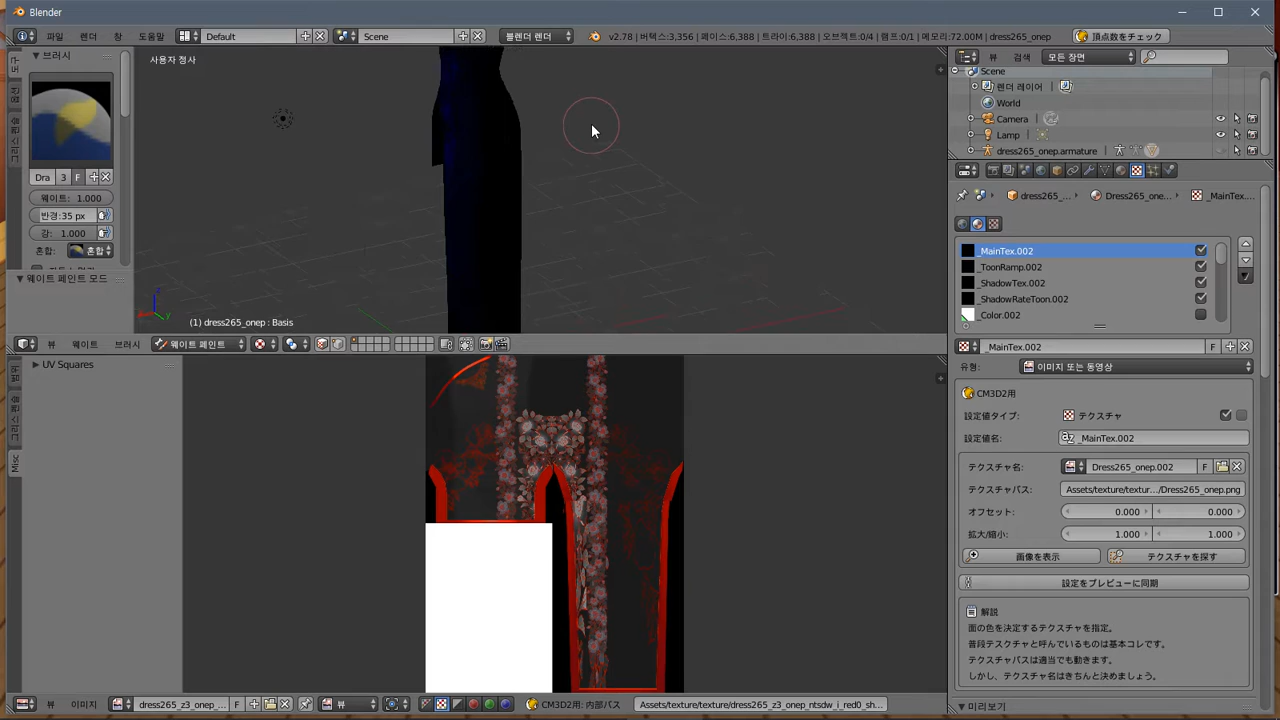 Blender
파일 렌더 창 도움말 Default Scene 블렌더 렌더 v2.78 | 버텍스:3,356 | 페이스:6,388 | 트라이:6,388 | 오브젝트:0/4 | 램프:0/1 | 메모리:72.00M | dress265_onep 頂点数をチェック
뷰 검색 모든 장면
브러시
사용자 정사
Scene
렌더 레이어
World
Camera
Lamp
dress265_onep.armature
Dra 3 F
웨이트: 1.000
반경:35 px
강: 1.000
혼합: 혼합
웨이트 페인트 모드
(1) dress265_onep : Basis
뷰 웨이트 브러시 웨이트 페인트
dress265_... Dress265_one... _MainTex....
_MainTex.002
_ToonRamp.002
_ShadowTex.002
_ShadowRateToon.002
_Color.002
_MainTex.002 F
유형: 이미지 또는 동영상
CM3D2用
設定値タイプ: テクスチャ
設定値名: _MainTex.002
テクスチャ名: Dress265_onep.002 F
テクスチャパス: Assets/texture/textur.../Dress265_onep.png
オフセット: 0.000 0.000
拡大/縮小: 1.000 1.000
画像を表示 テクスチャを探す
設定をプレビューに同期
解説
面の色を決定するテクスチャを指定。
普段テスクチャと呼んでいるものは基本コレです。
テクスチャパスは適当でも動きます。
しかし、テクスチャ名はきちんと決めましょう。
미리보기
UV Squares
Misc
뷰 이미지 dress265_z3_onep_... F 뷰 CM3D2用: 内部パス Assets/texture/texture/dress265_z3_onep_ntsdw_i_red0_sh...